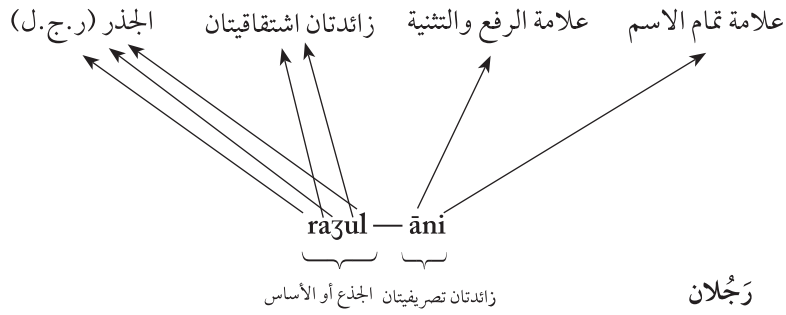 علامة تمام الاسم علامة الرفع والتثنية زائدتان اشتقاقيتان الجذر (ر.ج.ل)
raʒul — āni
زائدتان تصريفيتان الجذع أو الأساس
رَجُلان